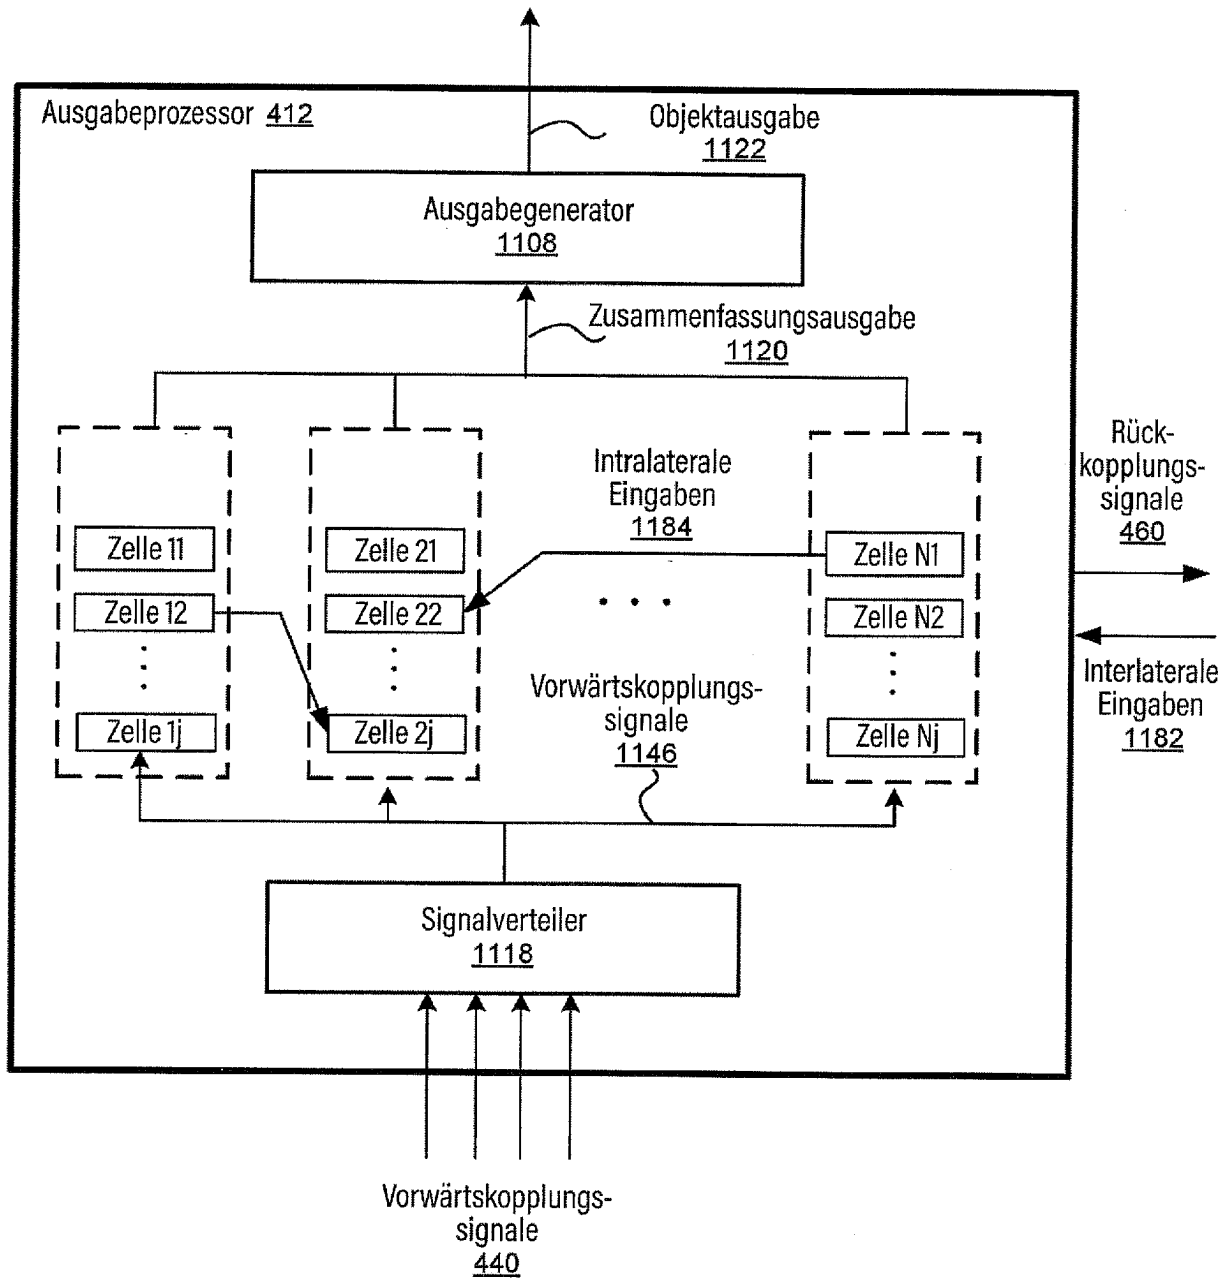 Ausgabeprozessor 412
Objektausgabe
1122
Ausgabegenerator
1108
Zusammenfassungsausgabe
1120
Zelle 11
Zelle 12
Zelle 1j
Zelle 21
Zelle 22
Zelle 2j
Intralaterale
Eingaben
1184
Zelle N1
Zelle N2
Zelle Nj
Rück-
kopplungs-
signale
460
Interlaterale
Eingaben
1182
Vorwärtskopplungs-
signale
1146
Signalverteiler
1118
Vorwärtskopplungs-
signale
440